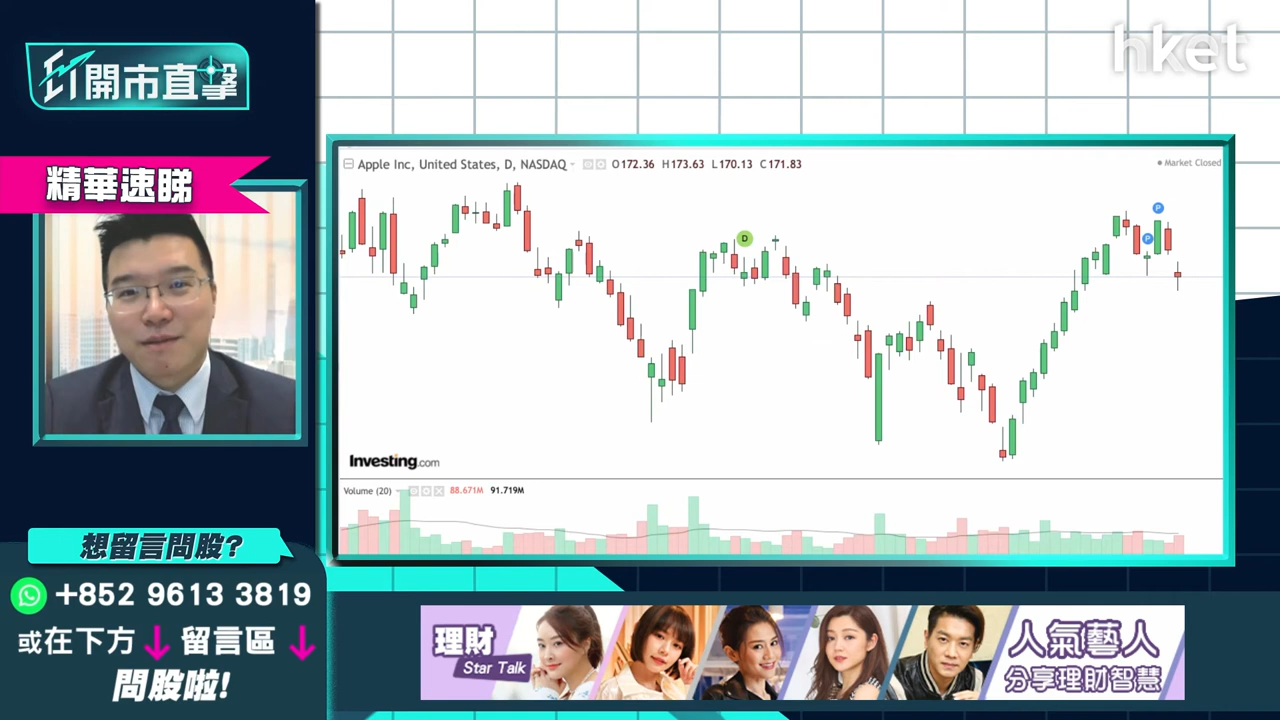 hket
ET開市直擊
精華速睇
Apple Inc, United States, D, NASDAQ O172.36 H173.63 L170.13 C171.83
Market Closed
P
D
P
Investing.com
Volume (20) 88.671M 91.719M
想留言問股?
+852 9613 3819
或在下方 留言區
問股啦!
理財
Star Talk
人氣藝人
分享理財智慧